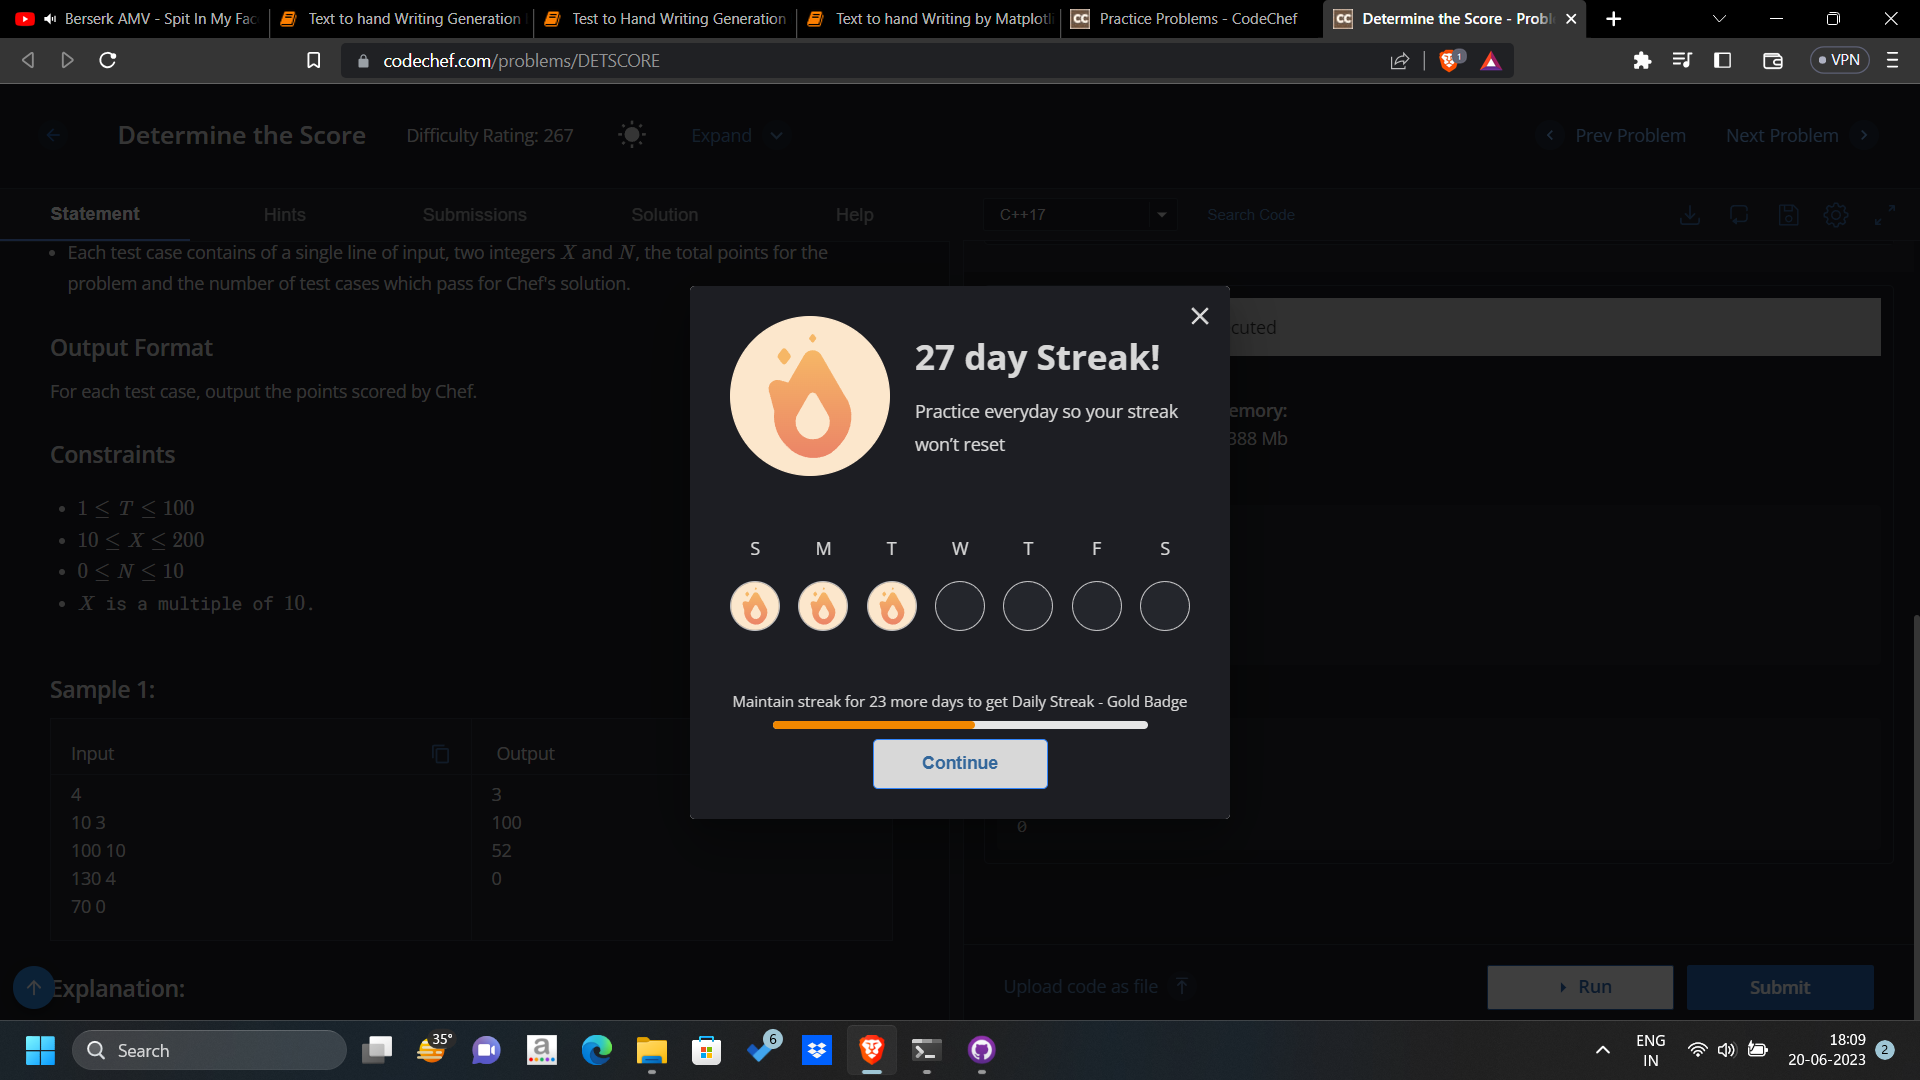 Berserk AMV - Spit In My Fac
Text to hand Writing Generation
Test to Hand Writing Generation
Text to hand Writing by Matplotl
CC
Practice Problems - CodeChef
CC
Determine the Score - Probl
codechef.com/problems/DETSCORE
1
VPN
Determine the Score
Difficulty Rating: 267
Expand
Prev Problem
Next Problem
Statement
Hints
Submissions
Solution
Help
C++17
Search Code
Each test case contains of a single line of input, two integers X and N, the total points for the
problem and the number of test cases which pass for Chef's solution.
Output Format
For each test case, output the points scored by Chef.
Constraints
1 ≤ T ≤ 100
10 ≤ X ≤ 200
0 ≤ N ≤ 10
X is a multiple of 10.
Sample 1:
Input
Output
4
10 3
100 10
130 4
70 0
3
100
52
0
Explanation:
27 day Streak!
Practice everyday so your streak
won't reset
S M T W T F S
Maintain streak for 23 more days to get Daily Streak - Gold Badge
Continue
cuted
emory:
388 Mb
0
Upload code as file
Run
Submit
Search
35°
a
6
ENG
IN
18:09
20-06-2023
2